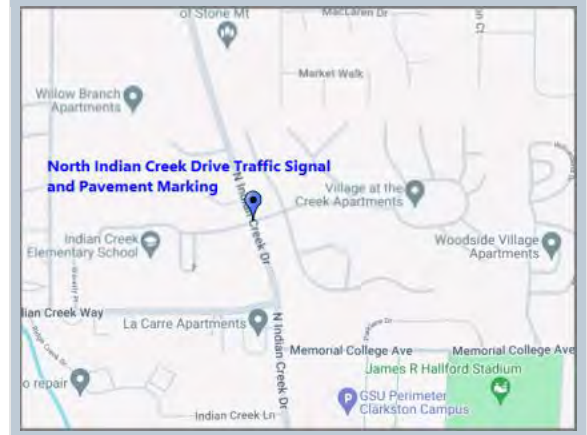 of Stone Mt
MacLaren Dr
Market Walk
Willow Branch
Apartments
North Indian Creek Drive Traffic Signal
and Pavement Marking
N Indian Creek Dr
Village at the
Creek Apartments
Indian Creek
Elementary School
Woodside Village
Apartments
lian Creek Way
La Carre Apartments
N Indian Creek Dr
Memorial College Ave
Memorial College Ave
James R Hallford Stadium
o repair
P
GSU Perimeter
Clarkston Campus
Indian Creek Ln